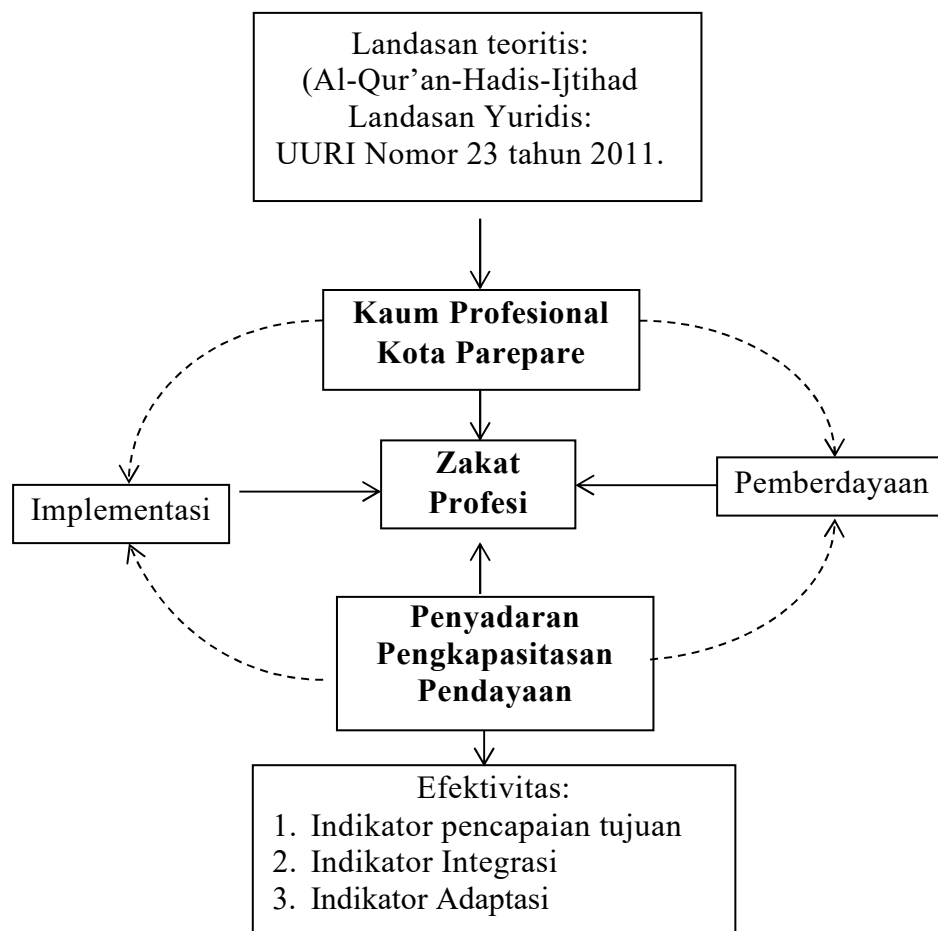 Landasan teoritis:
(Al-Qur’an-Hadis-Ijtihad
Landasan Yuridis:
UURI Nomor 23 tahun 2011.
Kaum Profesional
Kota Parepare
Zakat
Profesi
Implementasi
Pemberdayaan
Penyadaran
Pengkapasitasan
Pendayaan
Efektivitas:
1. Indikator pencapaian tujuan
2. Indikator Integrasi
3. Indikator Adaptasi